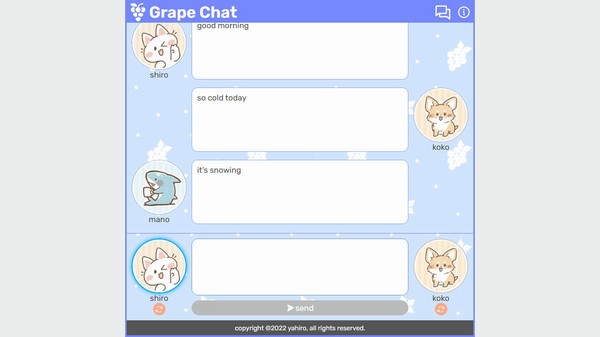 Grape Chat
good morning
shiro
so cold today
koko
it's snowing
mano
shiro
koko
send
copyright ©2022 yahiro, all rights reserved.